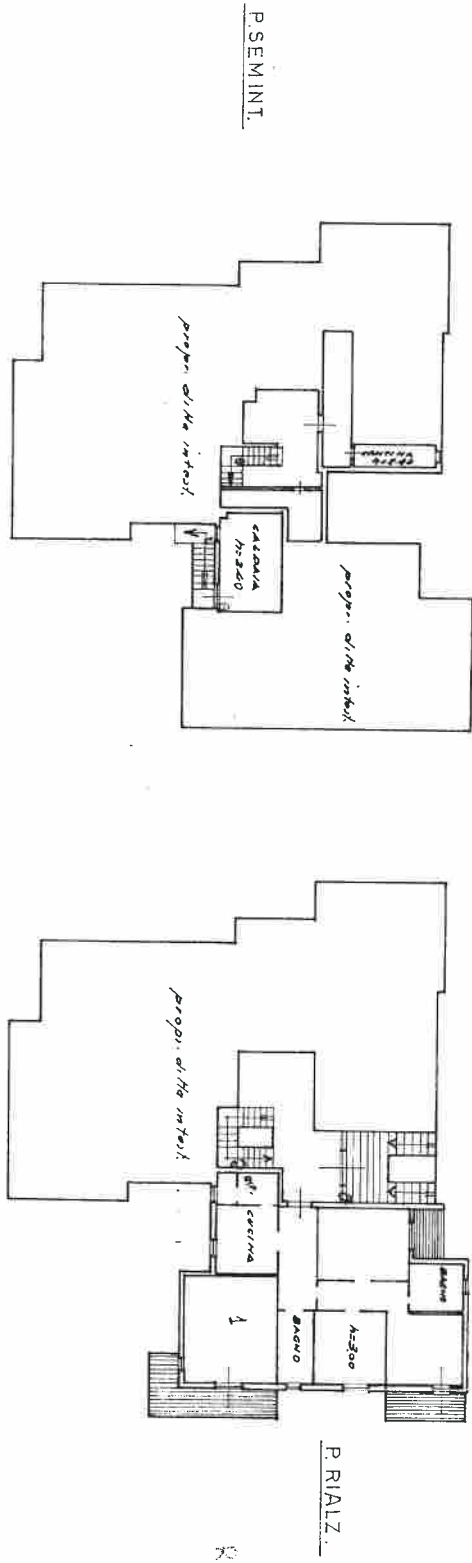 P.SEMINT.
propr. ditta intest.
CALDAIA
h=2.40
propr. ditta intest.
propr. ditta intest.
CUCINA
BAGNO
1
BAGNO
h=3.00
P. RIALZ.